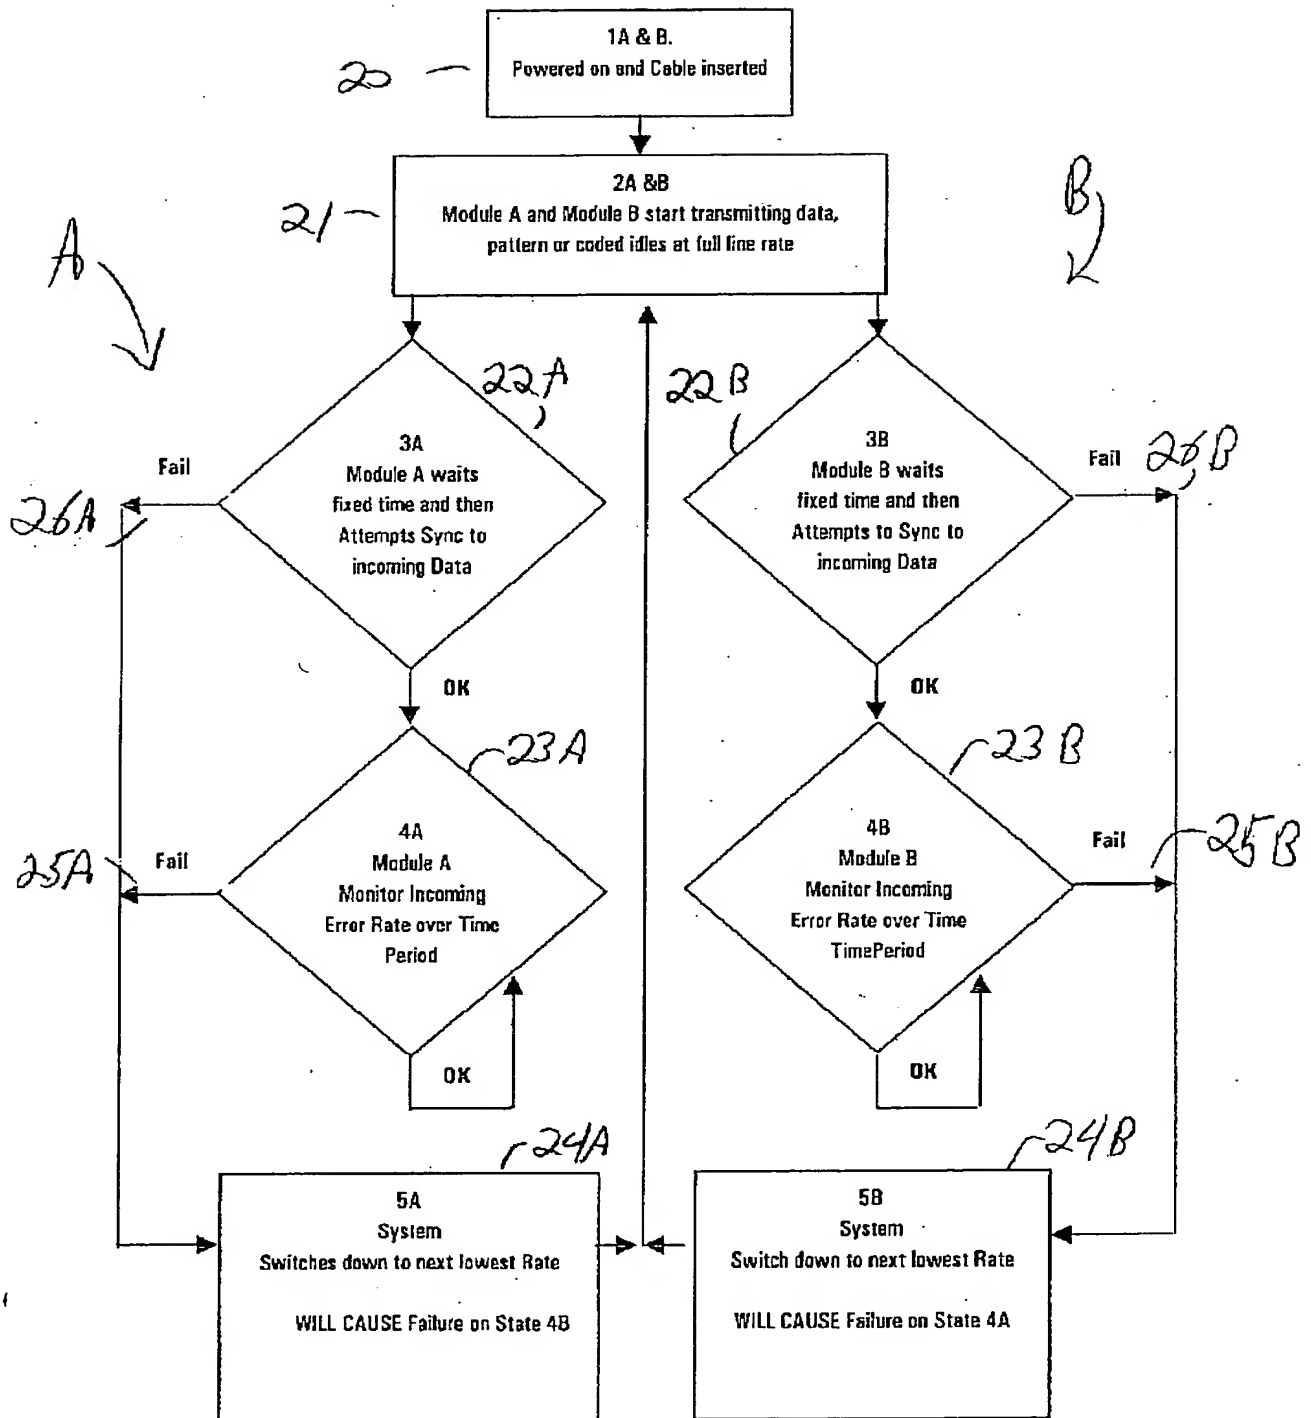 1A & B.
Powered on and Cable inserted
20
2A &B
Module A and Module B start transmitting data,
pattern or coded idles at full line rate
21
A
B
22A
22B
3A
Module A waits
fixed time and then
Attempts Sync to
incoming Data
Fail
26A
3B
Module B waits
fixed time and then
Attempts to Sync to
incoming Data
Fail
26B
OK
OK
23A
23B
4A
Module A
Monitor Incoming
Error Rate over Time
Period
Fail
25A
4B
Module B
Monitor Incoming
Error Rate over Time
TimePeriod
Fail
25B
OK
OK
24A
24B
5A
System
Switches down to next lowest Rate
WILL CAUSE Failure on State 4B
5B
System
Switch down to next lowest Rate
WILL CAUSE Failure on State 4A